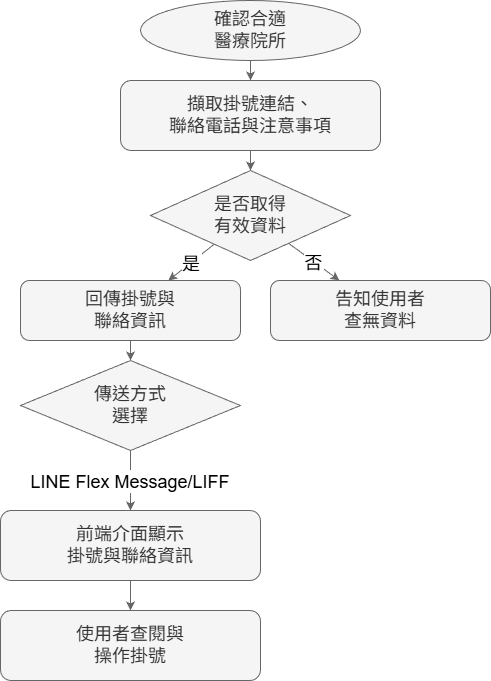 確認合適
醫療院所
擷取掛號連結、
聯絡電話與注意事項
是否取得
有效資料
是
否
回傳掛號與
聯絡資訊
告知使用者
查無資料
傳送方式
選擇
LINE Flex Message/LIFF
前端介面顯示
掛號與聯絡資訊
使用者查閱與
操作掛號